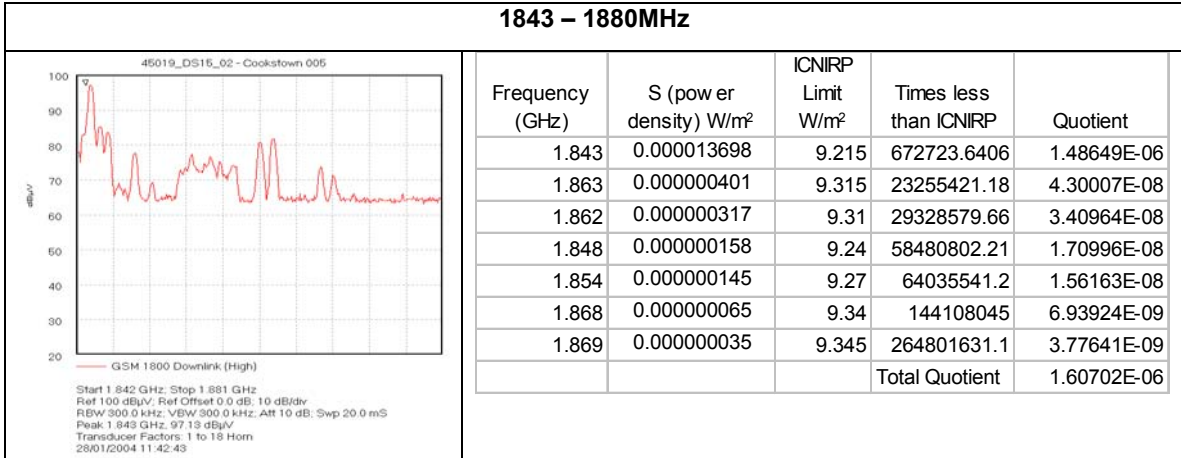 1843 – 1880MHz
45019_DS15_02 - Cookstown 005
100
90
80
70
60
50
40
30
20
dBµV
GSM 1800 Downlink (High)
Start 1.842 GHz; Stop 1.881 GHz
Ref 100 dBµV; Ref Offset 0.0 dB; 10 dB/div
RBW 300.0 kHz; VBW 300.0 kHz; Att 10 dB; Swp 20.0 mS
Peak 1.843 GHz, 97.13 dBµV
Transducer Factors: 1 to 18 Horn
28/01/2004 11:42:43
Frequency (GHz) S (pow er density) W/m² ICNIRP Limit W/m² Times less than ICNIRP Quotient
1.843 0.000013698 9.215 672723.6406 1.48649E-06
1.863 0.000000401 9.315 23255421.18 4.30007E-08
1.862 0.000000317 9.31 29328579.66 3.40964E-08
1.848 0.000000158 9.24 58480802.21 1.70996E-08
1.854 0.000000145 9.27 64035541.2 1.56163E-08
1.868 0.000000065 9.34 144108045 6.93924E-09
1.869 0.000000035 9.345 264801631.1 3.77641E-09
Total Quotient 1.60702E-06